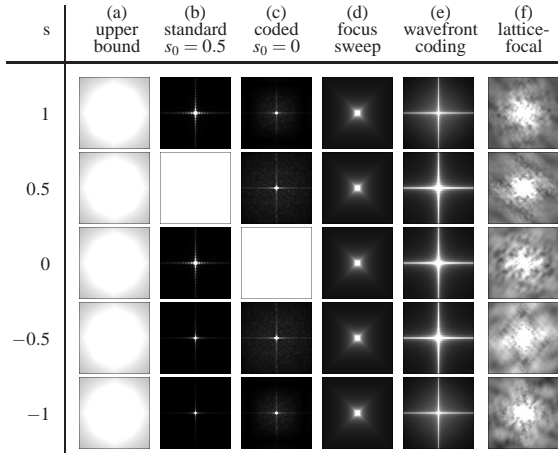 (a) (b) (c) (d) (e) (f)
s upper standard coded focus wavefront lattice-
bound s₀ = 0.5 s₀ = 0 sweep coding focal
1
0.5
0
−0.5
−1